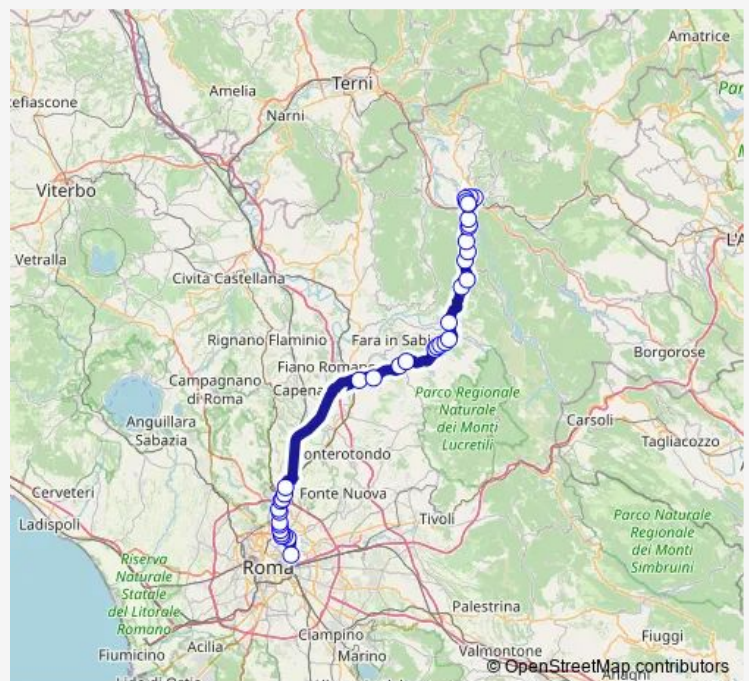 Amatrice
Terni
Amelia
Narni
Viterbo
Vetralla
Civita Castellana
Rignano Flaminio
Fara in Sabi
Fiano Romano
Borgorose
Campagnano
di Roma
Capena
Parco Regionale
Naturale
dei Monti
Lucretili
Anguillara
Sabazia
Carsoli
Tagliacozzo
onterotondo
Cerveteri
Fonte Nuova
Ladispoli
Tivoli
Parco Naturale
Regionale
dei Monti
Simbruini
Riserva
Naturale
Statale
del Litorale
Romano
Roma
Palestrina
Ciampino
Fiuggi
Acilia
Fiumicino
Marino
Valmontone
© OpenStreetMap contributors